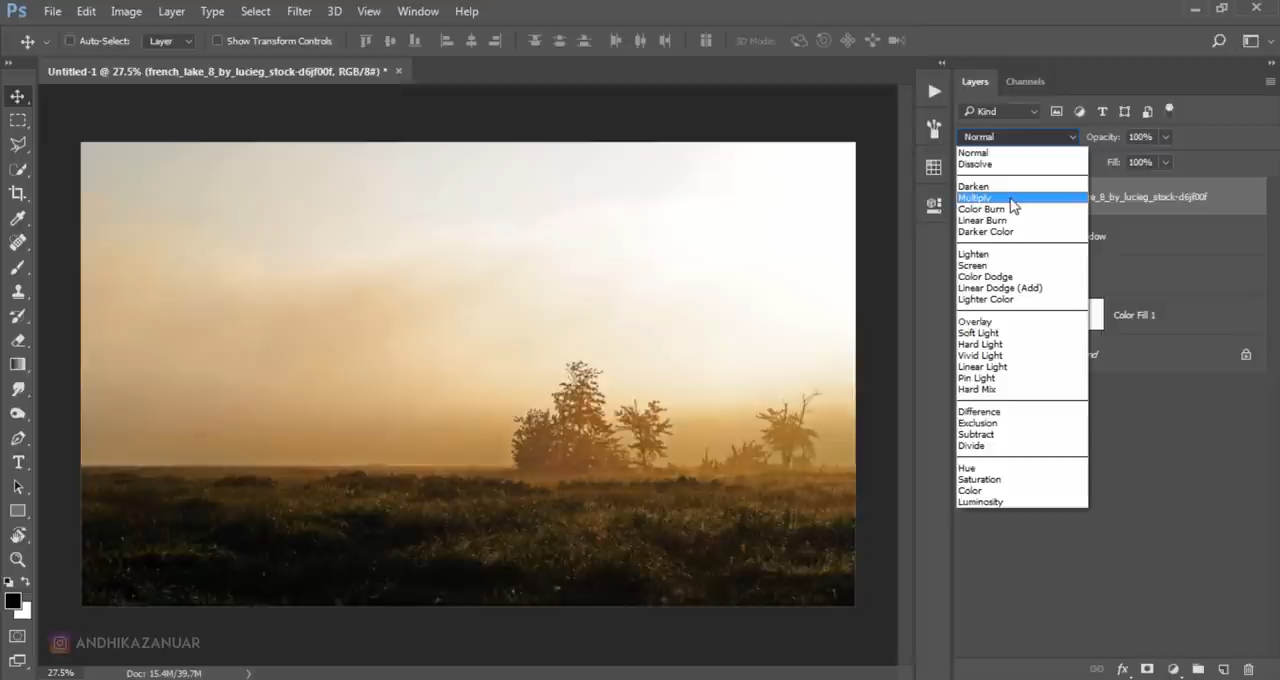 Ps File Edit Image Layer Type Select Filter 3D View Window Help
Auto-Select: Layer Show Transform Controls 3D Mode:
Untitled-1 @ 27.5% (french_lake_8_by_lucieg_stock-d6jf00f, RGB/8#) * ×
Layers Channels
Kind
Normal Opacity: 100%
Fill: 100%
Normal
Dissolve
Darken
Multiply
Color Burn
Linear Burn
Darker Color
Lighten
Screen
Color Dodge
Linear Dodge (Add)
Lighter Color
Overlay
Soft Light
Hard Light
Vivid Light
Linear Light
Pin Light
Hard Mix
Difference
Exclusion
Subtract
Divide
Hue
Saturation
Color
Luminosity
e_8_by_lucieg_stock-d6jf00f
dow
Color Fill 1
nd
ANDHIKAZANUAR
27.5% Doc: 15.4M/39.7M